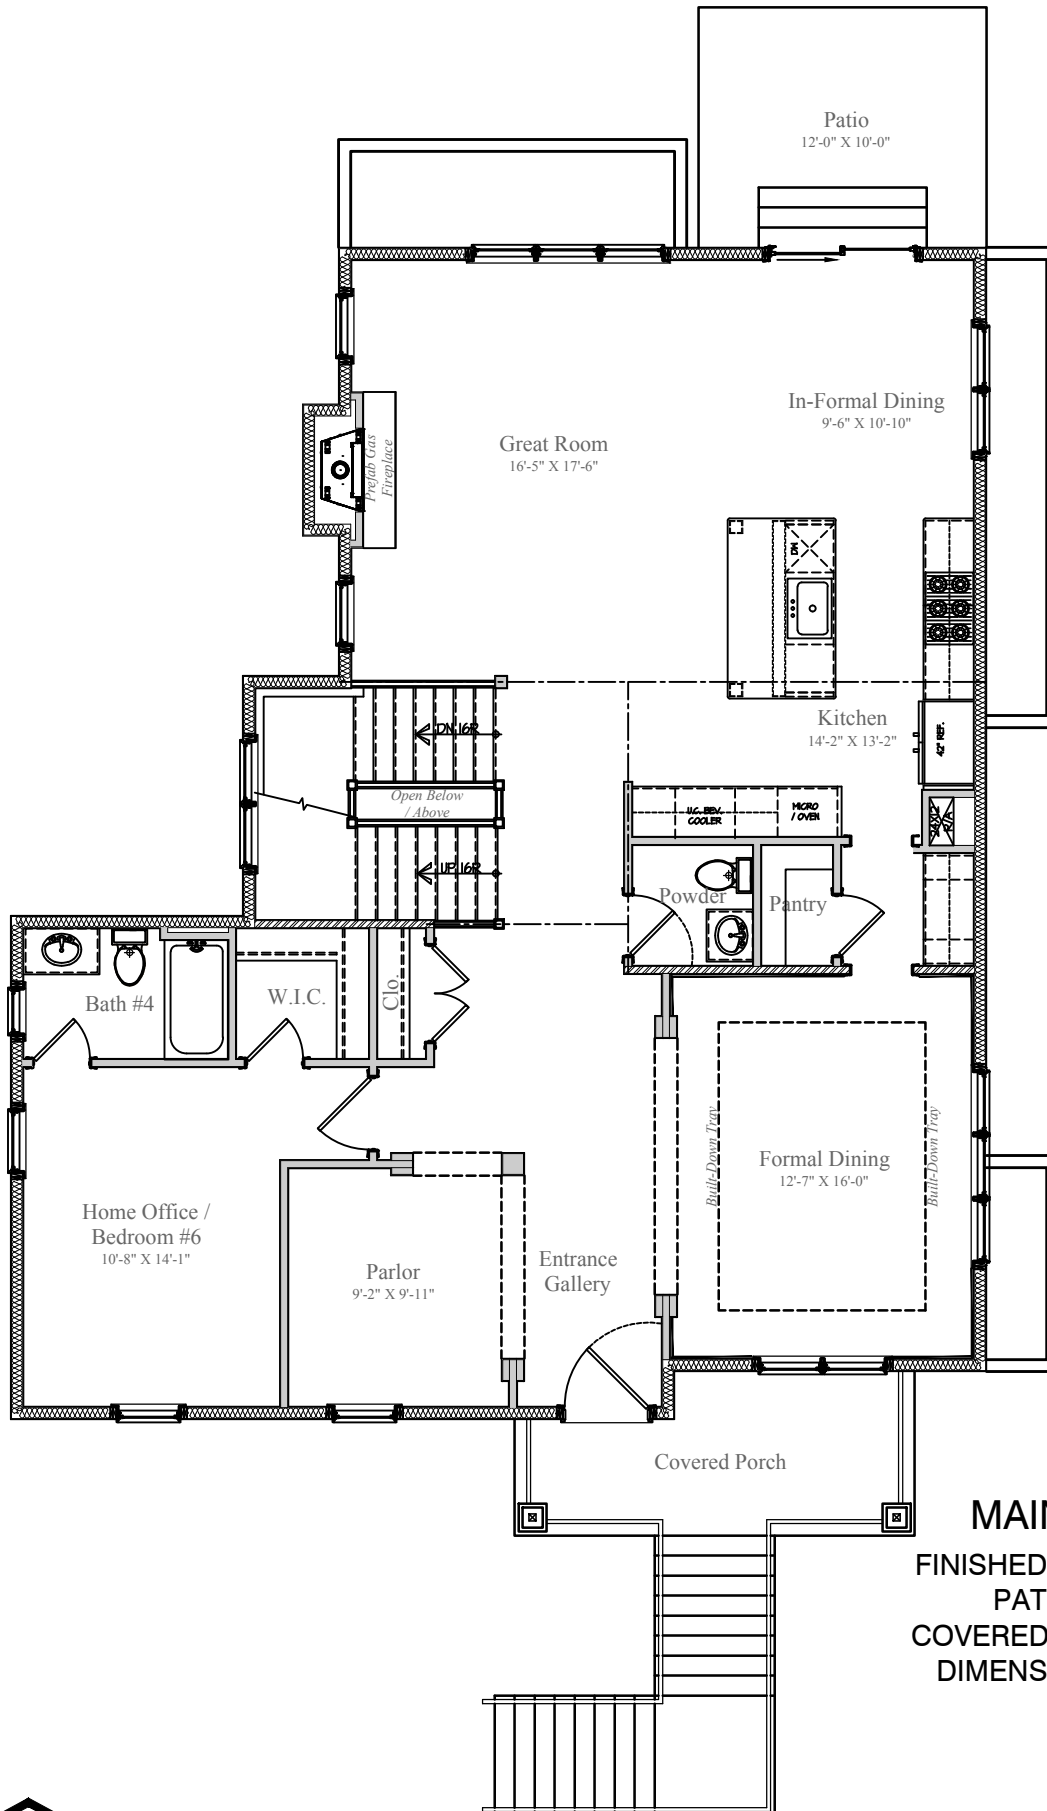 Patio
12'-0" X 10'-0"
In-Formal Dining
9'-6" X 10'-10"
Great Room
16'-5" X 17'-6"
Prefab Gas
Fireplace
DW
Kitchen
14'-2" X 13'-2"
42" REF.
DN 16R
Open Below
/ Above
U.C. BEV.
COOLER
MICRO
/ OVEN
24X12
R/A
UP 16R
Powder
Pantry
Bath #4
W.I.C.
Clo.
Built-Down Tray
Formal Dining
12'-7" X 16'-0"
Built-Down Tray
Home Office /
Bedroom #6
10'-8" X 14'-1"
Parlor
9'-2" X 9'-11"
Entrance
Gallery
Covered Porch
MAIN
FINISHED
PAT
COVERED
DIMENS